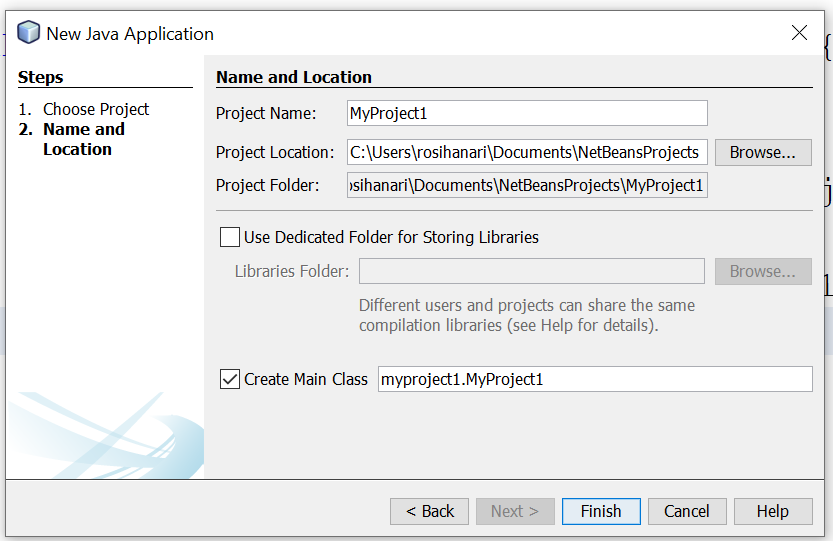 New Java Application
Steps
1. Choose Project
2. Name and
Location
Name and Location
Project Name: MyProject1
Project Location: C:\Users\rosihanari\Documents\NetBeansProjects Browse...
Project Folder: osihanari\Documents\NetBeansProjects\MyProject1
Use Dedicated Folder for Storing Libraries
Libraries Folder: Browse...
Different users and projects can share the same
compilation libraries (see Help for details).
Create Main Class myproject1.MyProject1
< Back Next > Finish Cancel Help